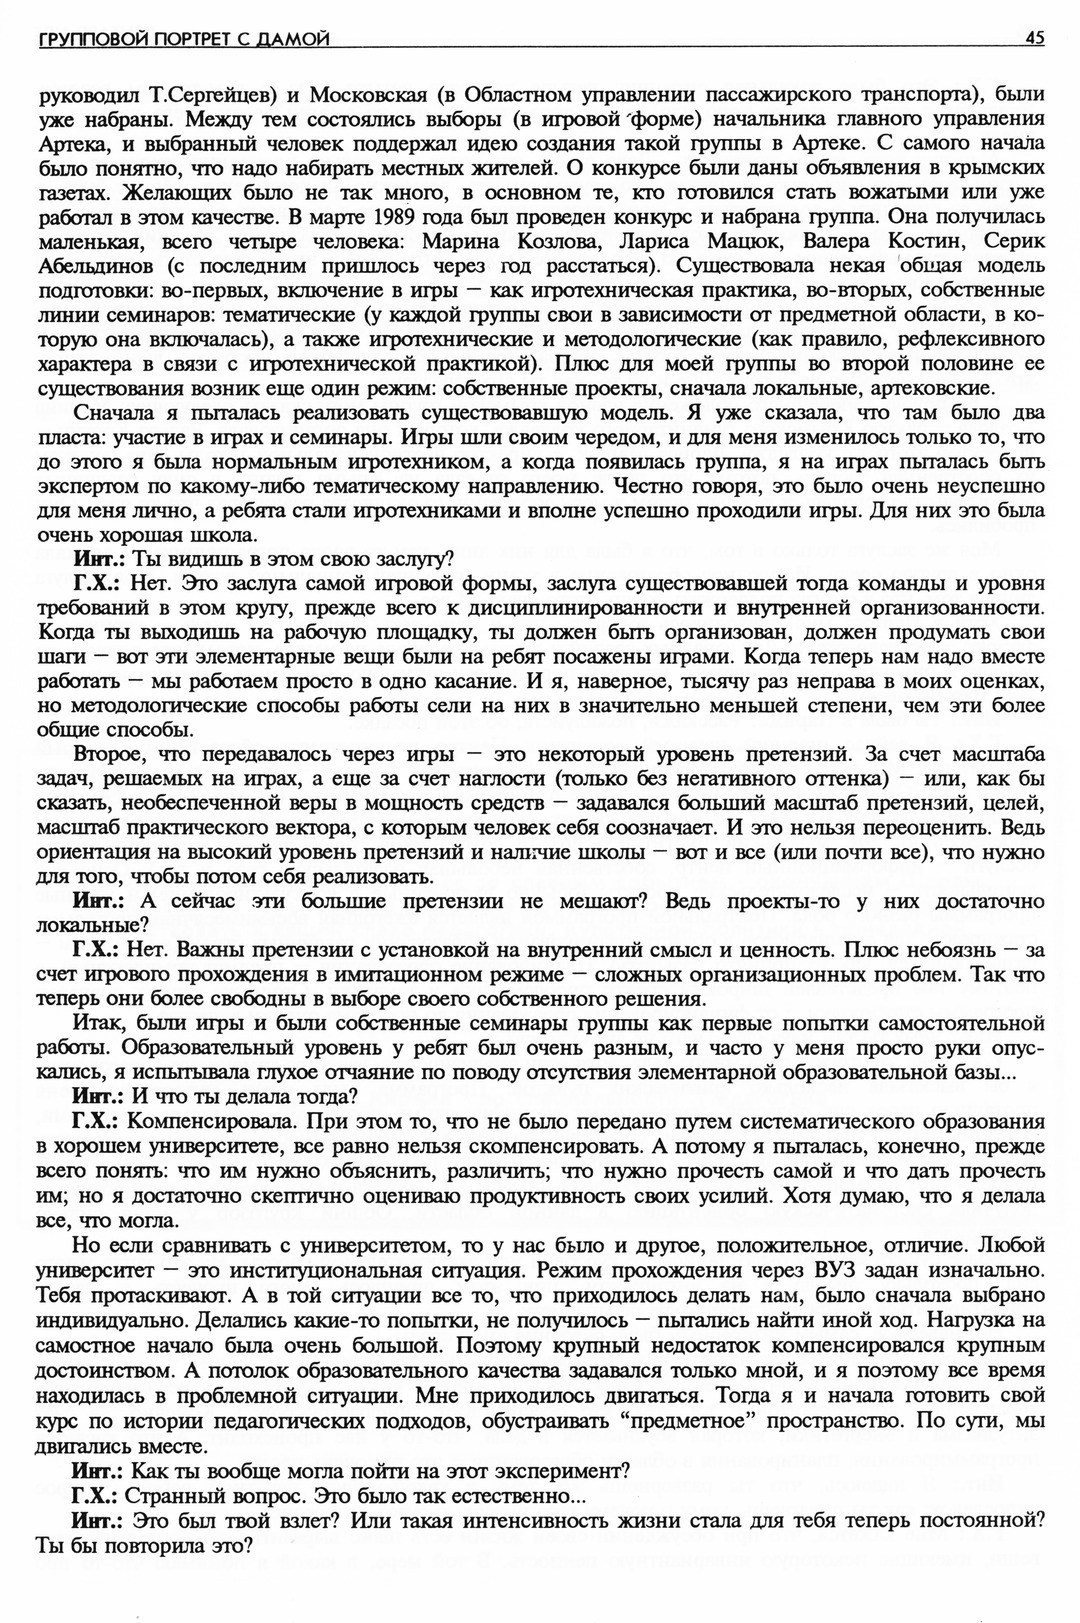 ГРУППОВОЙ ПОРТРЕТ С ДАМОЙ 45
руководил Т.Сергейцев) и Московская (в Областном управлении пассажирского транспорта), были
уже набраны. Между тем состоялись выборы (в игровой форме) начальника главного управления
Артека, и выбранный человек поддержал идею создания такой группы в Артеке. С самого начала
было понятно, что надо набирать местных жителей. О конкурсе были даны объявления в крымских
газетах. Желающих было не так много, в основном те, кто готовился стать вожатыми или уже
работал в этом качестве. В марте 1989 года был проведен конкурс и набрана группа. Она получилась
маленькая, всего четыре человека: Марина Козлова, Лариса Мацюк, Валера Костин, Серик
Абельдинов (с последним пришлось через год расстаться). Существовала некая общая модель
подготовки: во-первых, включение в игры — как игротехническая практика, во-вторых, собственные
линии семинаров: тематические (у каждой группы свои в зависимости от предметной области, в ко-
торую она включалась), а также игротехнические и методологические (как правило, рефлексивного
характера в связи с игротехнической практикой). Плюс для моей группы во второй половине ее
существования возник еще один режим: собственные проекты, сначала локальные, артековские.
Сначала я пыталась реализовать существовавшую модель. Я уже сказала, что там было два
пласта: участие в играх и семинары. Игры шли своим чередом, и для меня изменилось только то, что
до этого я была нормальным игротехником, а когда появилась группа, я на играх пыталась быть
экспертом по какому-либо тематическому направлению. Честно говоря, это было очень неуспешно
для меня лично, а ребята стали игротехниками и вполне успешно проходили игры. Для них это была
очень хорошая школа.
Инт.: Ты видишь в этом свою заслугу?
Г.Х.: Нет. Это заслуга самой игровой формы, заслуга существовавшей тогда команды и уровня
требований в этом кругу, прежде всего к дисциплинированности и внутренней организованности.
Когда ты выходишь на рабочую площадку, ты должен быть организован, должен продумать свои
шаги — вот эти элементарные вещи были на ребят посажены играми. Когда теперь нам надо вместе
работать — мы работаем просто в одно касание. И я, наверное, тысячу раз неправа в моих оценках,
но методологические способы работы сели на них в значительно меньшей степени, чем эти более
общие способы.
Второе, что передавалось через игры — это некоторый уровень претензий. За счет масштаба
задач, решаемых на играх, а еще за счет наглости (только без негативного оттенка) — или, как бы
сказать, необеспеченной веры в мощность средств — задавался больший масштаб претензий, целей,
масштаб практического вектора, с которым человек себя соозначает. И это нельзя переоценить. Ведь
ориентация на высокий уровень претензий и наличие школы — вот и все (или почти все), что нужно
для того, чтобы потом себя реализовать.
Инт.: А сейчас эти большие претензии не мешают? Ведь проекты-то у них достаточно
локальные?
Г.Х.: Нет. Важны претензии с установкой на внутренний смысл и ценность. Плюс небоязнь — за
счет игрового прохождения в имитационном режиме — сложных организационных проблем. Так что
теперь они более свободны в выборе своего собственного решения.
Итак, были игры и были собственные семинары группы как первые попытки самостоятельной
работы. Образовательный уровень у ребят был очень разным, и часто у меня просто руки опус-
кались, я испытывала глухое отчаяние по поводу отсутствия элементарной образовательной базы...
Инт.: И что ты делала тогда?
Г.Х.: Компенсировала. При этом то, что не было передано путем систематического образования
в хорошем университете, все равно нельзя скомпенсировать. А потому я пыталась, конечно, прежде
всего понять: что им нужно объяснить, различить; что нужно прочесть самой и что дать прочесть
им; но я достаточно скептично оцениваю продуктивность своих усилий. Хотя думаю, что я делала
все, что могла.
Но если сравнивать с университетом, то у нас было и другое, положительное, отличие. Любой
университет — это институциональная ситуация. Режим прохождения через ВУЗ задан изначально.
Тебя протаскивают. А в той ситуации все то, что приходилось делать нам, было сначала выбрано
индивидуально. Делались какие-то попытки, не получилось — пытались найти иной ход. Нагрузка на
самостное начало была очень большой. Поэтому крупный недостаток компенсировался крупным
достоинством. А потолок образовательного качества задавался только мной, и я поэтому все время
находилась в проблемной ситуации. Мне приходилось двигаться. Тогда я и начала готовить свой
курс по истории педагогических подходов, обустраивать “предметное” пространство. По сути, мы
двигались вместе.
Инт.: Как ты вообще могла пойти на этот эксперимент?
Г.Х.: Странный вопрос. Это было так естественно...
Инт.: Это был твой взлет? Или такая интенсивность жизни стала для тебя теперь постоянной?
Ты бы повторила это?